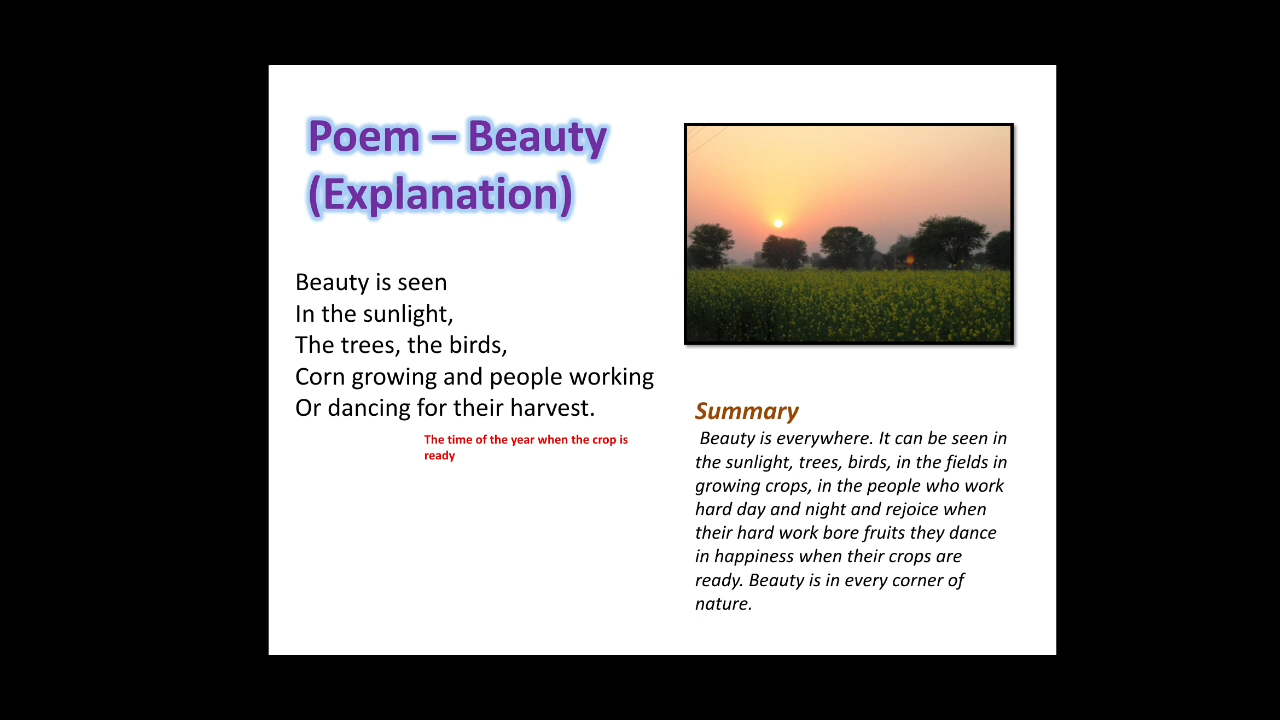 Poem – Beauty
(Explanation)
Beauty is seen
In the sunlight,
The trees, the birds,
Corn growing and people working
Or dancing for their harvest.
The time of the year when the crop is
ready
Summary
Beauty is everywhere. It can be seen in
the sunlight, trees, birds, in the fields in
growing crops, in the people who work
hard day and night and rejoice when
their hard work bore fruits they dance
in happiness when their crops are
ready. Beauty is in every corner of
nature.